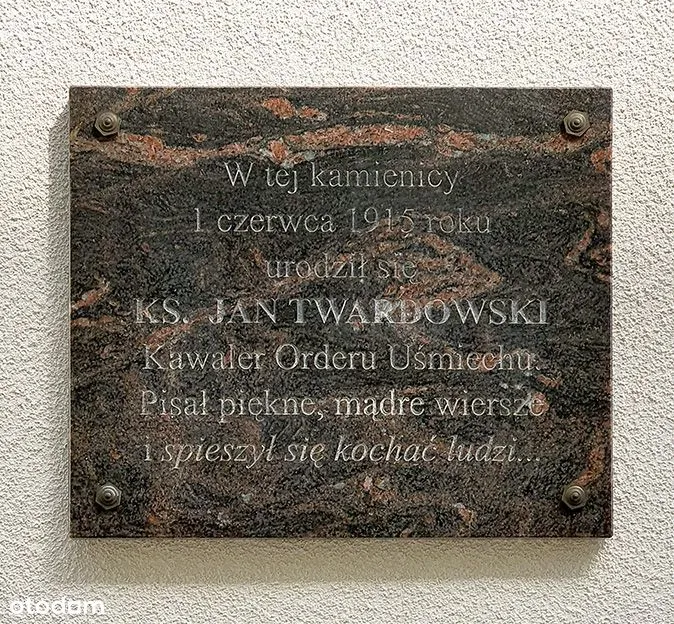 W tej kamienicy
1 czerwca 1915 roku
urodził się
KS. JAN TWARDOWSKI
Kawaler Orderu Uśmiechu.
Pisał piękne, mądre wiersze
i spieszył się kochać ludzi...
otodom